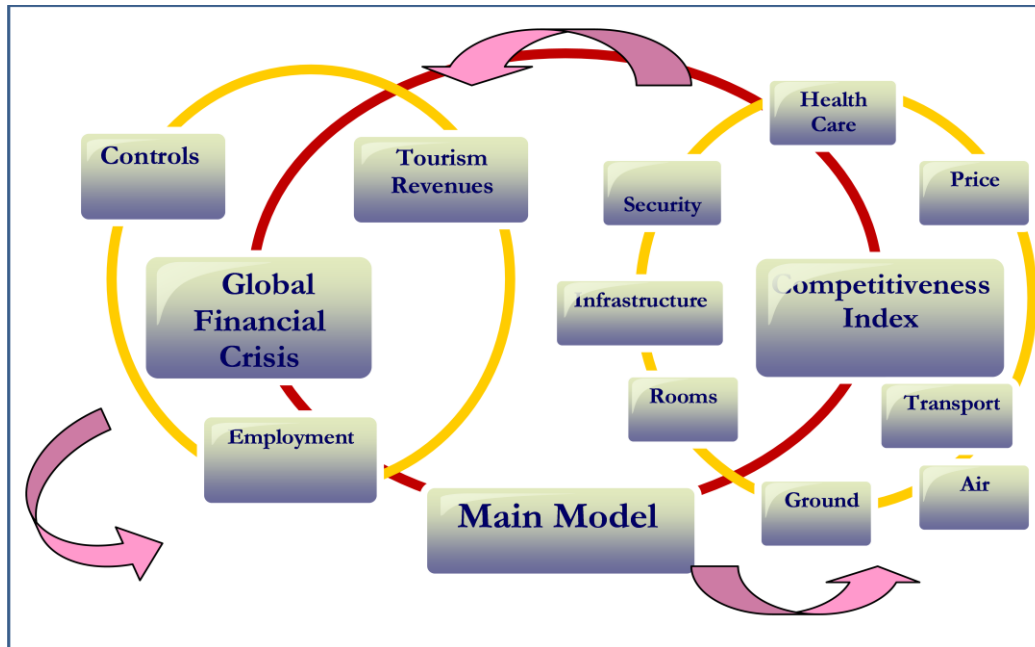 Health
Care
Controls
Tourism
Revenues
Price
Security
Global
Financial
Crisis
Infrastructure
Competitiveness
Index
Rooms
Transport
Employment
Main Model
Ground
Air